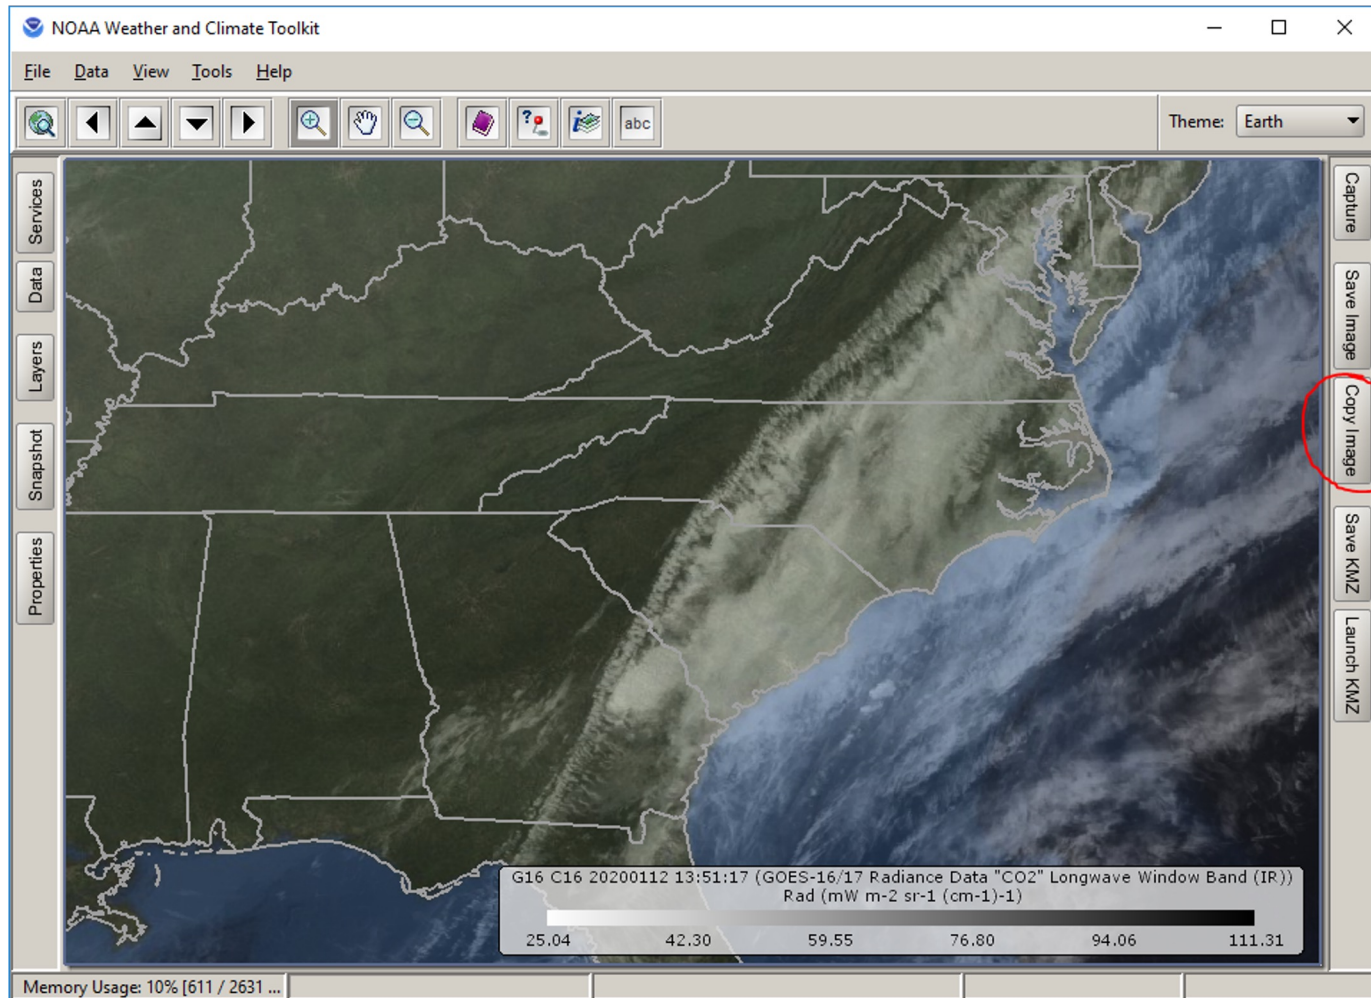 NOAA Weather and Climate Toolkit
File Data View Tools Help
abc
Theme: Earth
Services
Data
Layers
Snapshot
Properties
Capture
Save Image
Copy Image
Save KMZ
Launch KMZ
G16 C16 20200112 13:51:17 (GOES-16/17 Radiance Data "CO2" Longwave Window Band (IR))
Rad (mW m-2 sr-1 (cm-1)-1)
25.04 42.30 59.55 76.80 94.06 111.31
Memory Usage: 10% [611 / 2631 ...